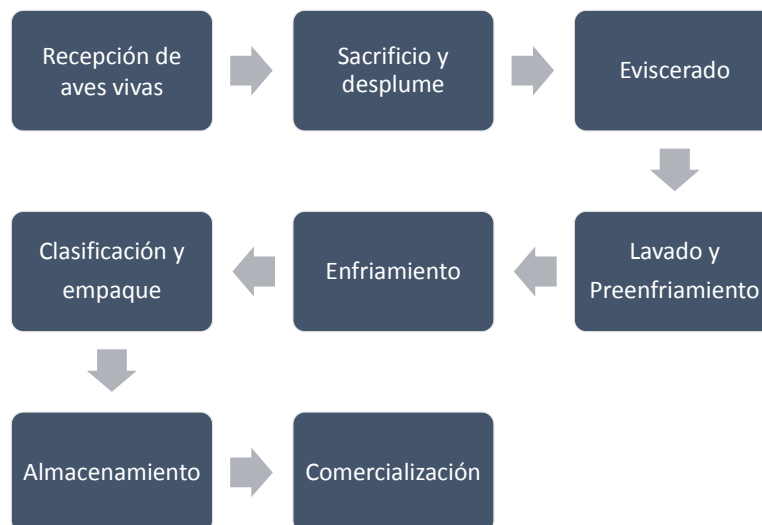 Recepción de
aves vivas
Sacrificio y
desplume
Eviscerado
Lavado y
Preenfriamiento
Enfriamiento
Clasificación y
empaque
Almacenamiento
Comercialización